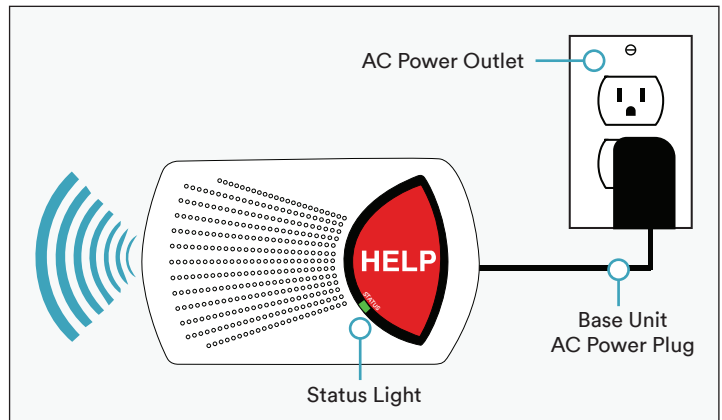 AC Power Outlet
HELP
STATUS
Base Unit
AC Power Plug
Status Light